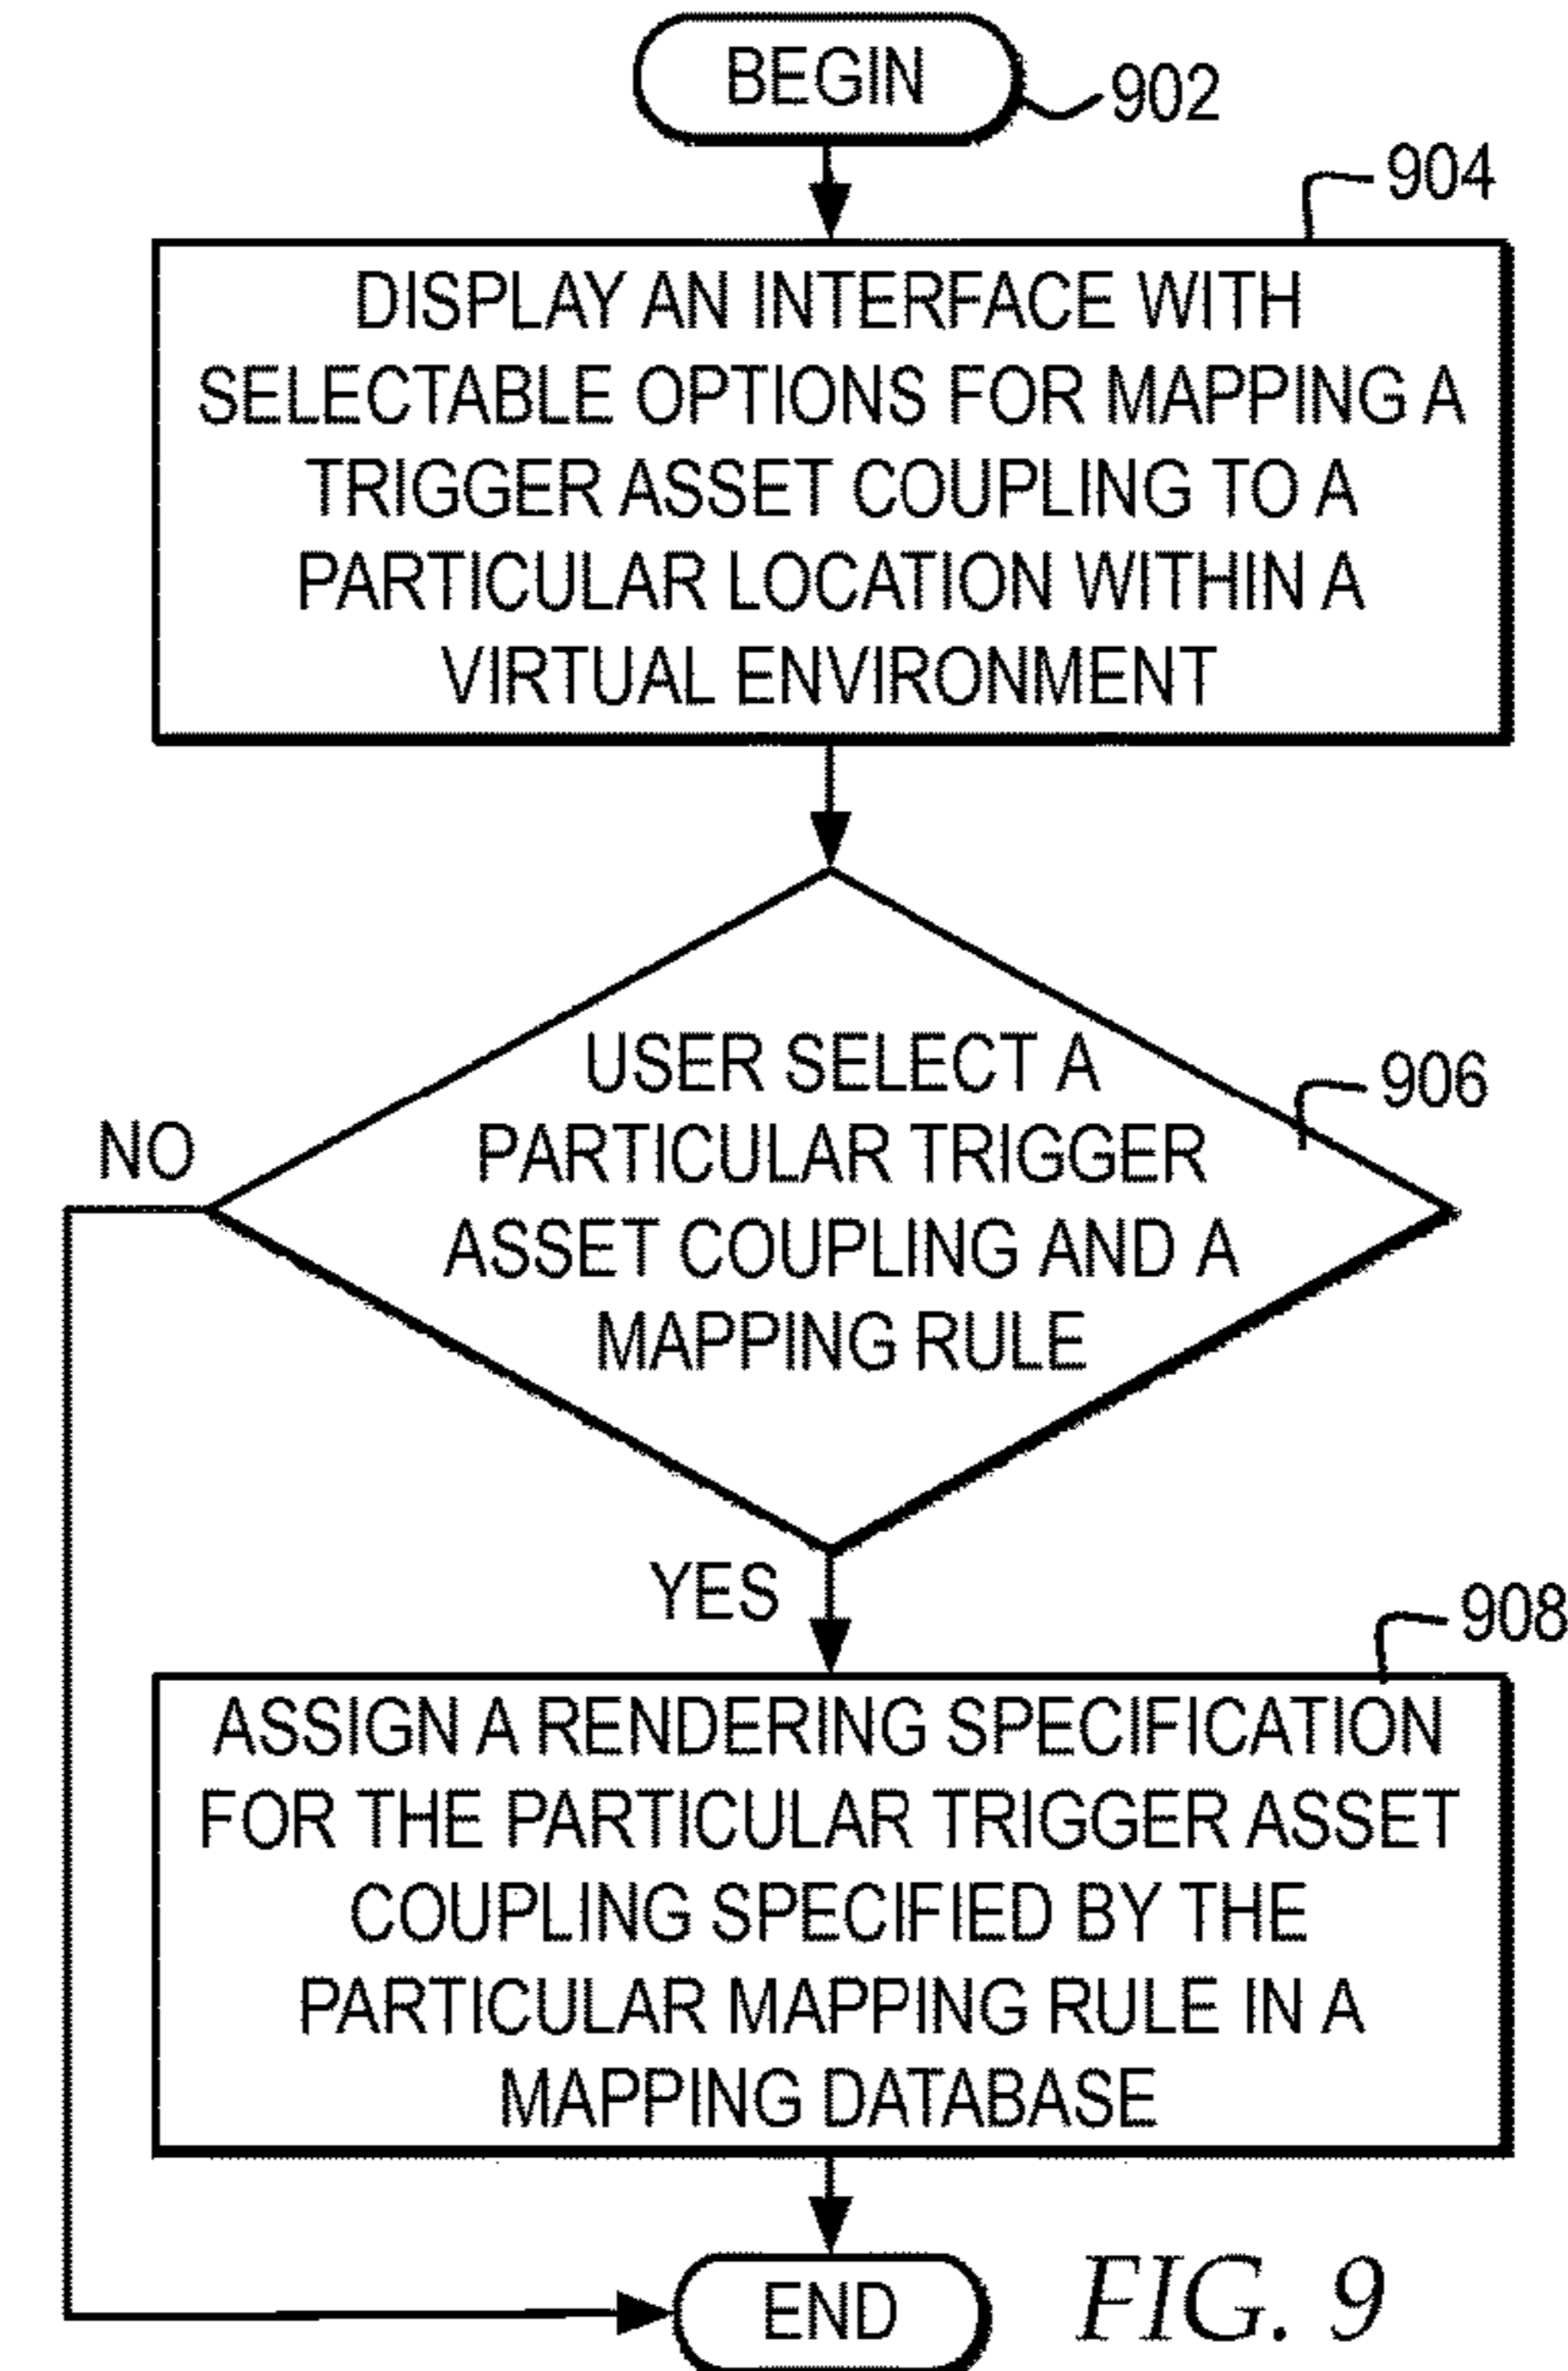 BEGIN
902
904
DISPLAY AN INTERFACE WITH
SELECTABLE OPTIONS FOR MAPPING A
TRIGGER ASSET COUPLING TO A
PARTICULAR LOCATION WITHIN A
VIRTUAL ENVIRONMENT
USER SELECT A
PARTICULAR TRIGGER
ASSET COUPLING AND A
MAPPING RULE
906
NO
YES
908
ASSIGN A RENDERING SPECIFICATION
FOR THE PARTICULAR TRIGGER ASSET
COUPLING SPECIFIED BY THE
PARTICULAR MAPPING RULE IN A
MAPPING DATABASE
END
FIG. 9